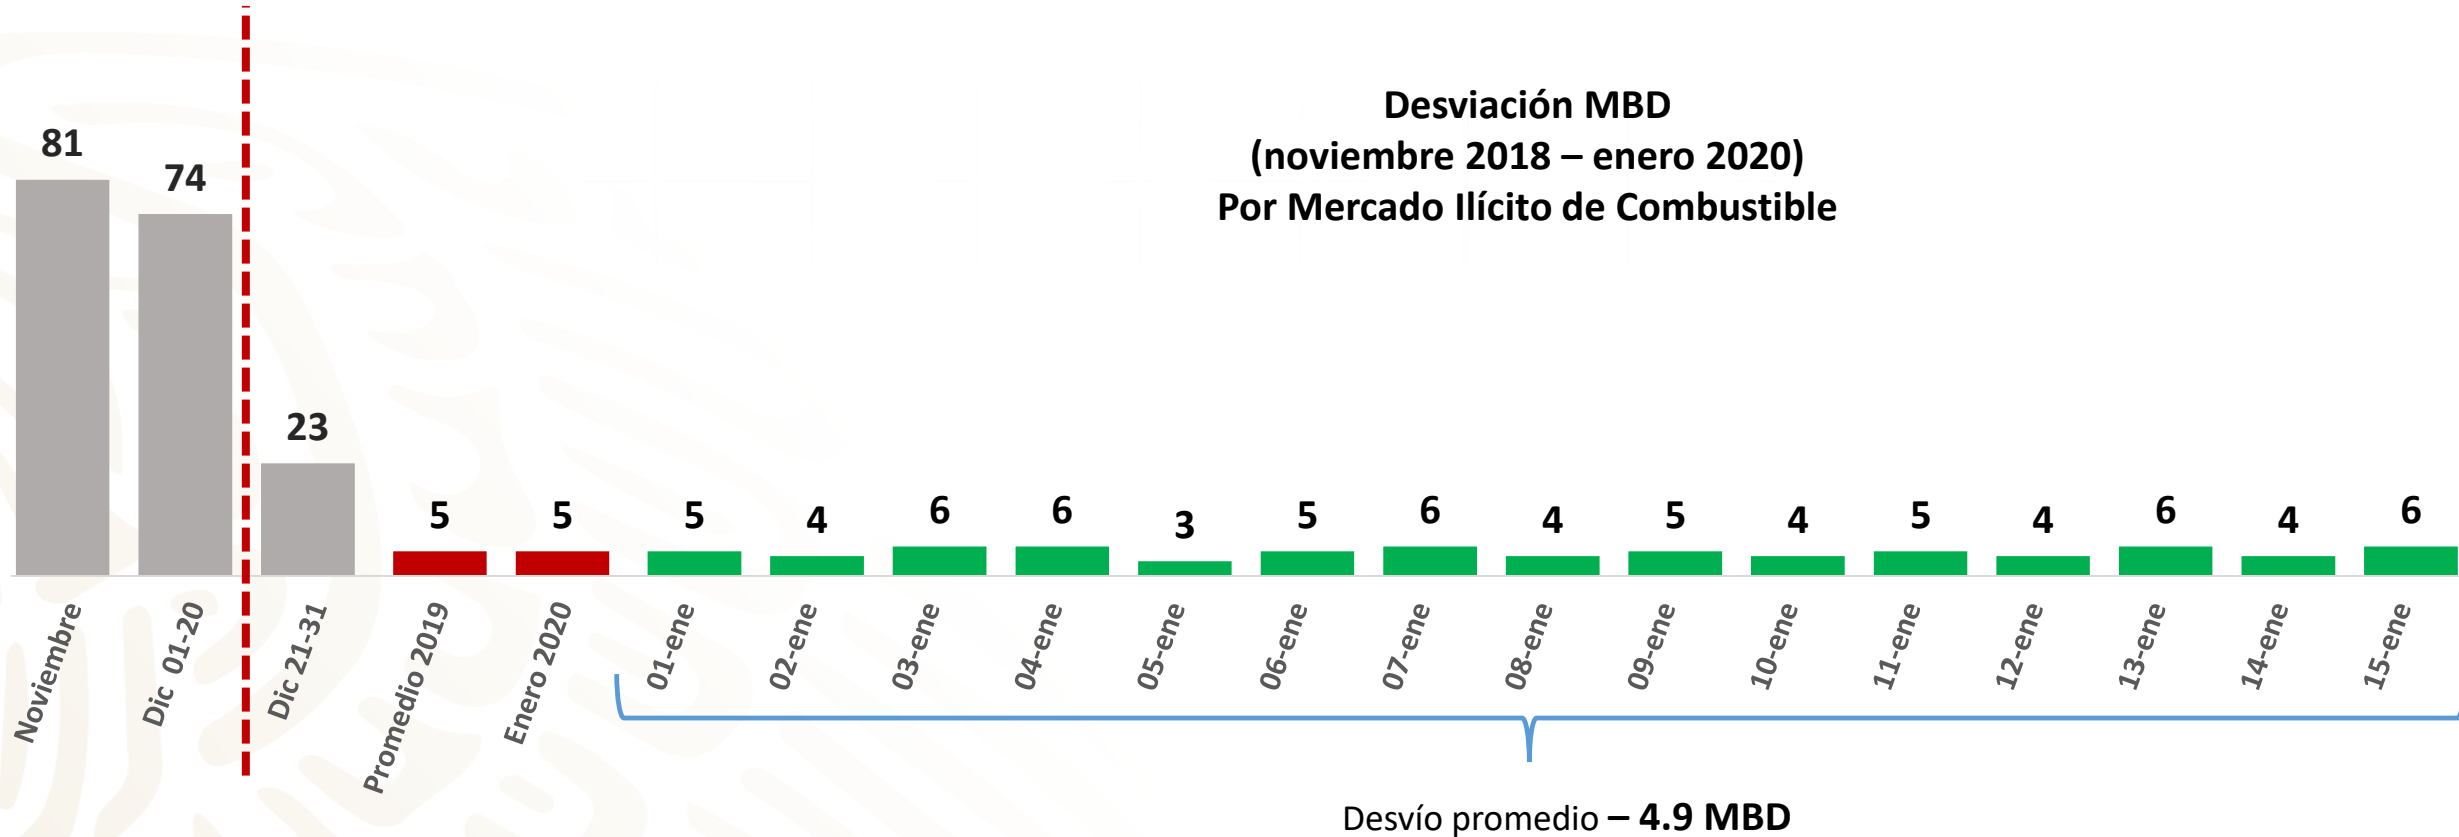 Desviación MBD
(noviembre 2018 – enero 2020)
Por Mercado Ilícito de Combustible
81
74
23
5
5
5
4
6
6
3
5
6
4
5
4
5
4
6
4
6
Noviembre
Dic 01-20
Dic 21-31
Promedio 2019
Enero 2020
01-ene
02-ene
03-ene
04-ene
05-ene
06-ene
07-ene
08-ene
09-ene
10-ene
11-ene
12-ene
13-ene
14-ene
15-ene
Desvío promedio – 4.9 MBD